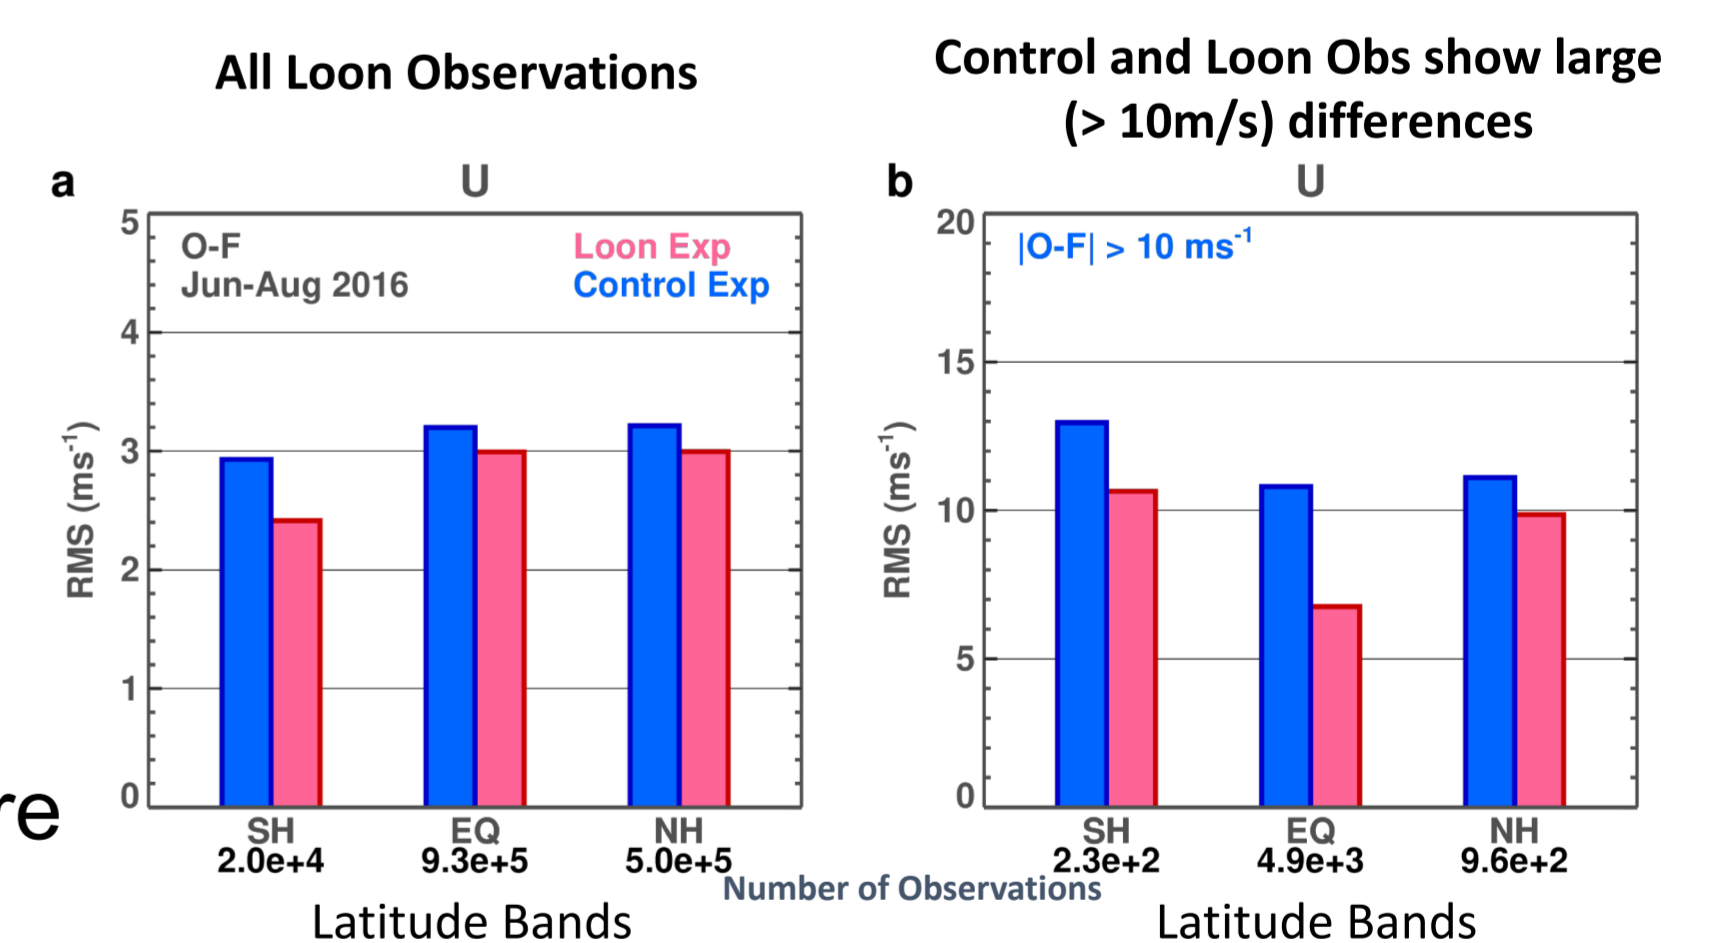 All Loon Observations
Control and Loon Obs show large
(> 10m/s) differences
a
U
5
4
3
2
1
0
RMS (ms⁻¹)
O-F
Jun-Aug 2016
Loon Exp
Control Exp
SH
EQ
NH
2.0e+4
9.3e+5
5.0e+5
Latitude Bands
b
U
20
15
10
5
0
RMS (ms⁻¹)
|O-F| > 10 ms⁻¹
SH
EQ
NH
2.3e+2
4.9e+3
9.6e+2
Number of Observations
Latitude Bands
re